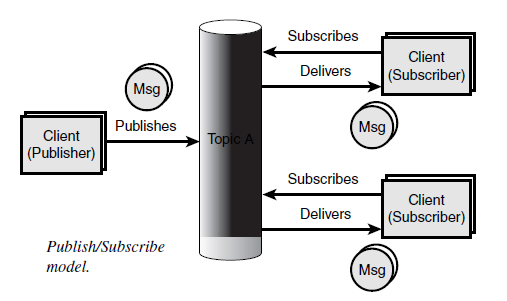 Subscribes
Client
(Subscriber)
Delivers
Msg
Msg
Client
(Publisher)
Publishes
Topic A
Subscribes
Client
(Subscriber)
Delivers
Msg
Publish/Subscribe
model.